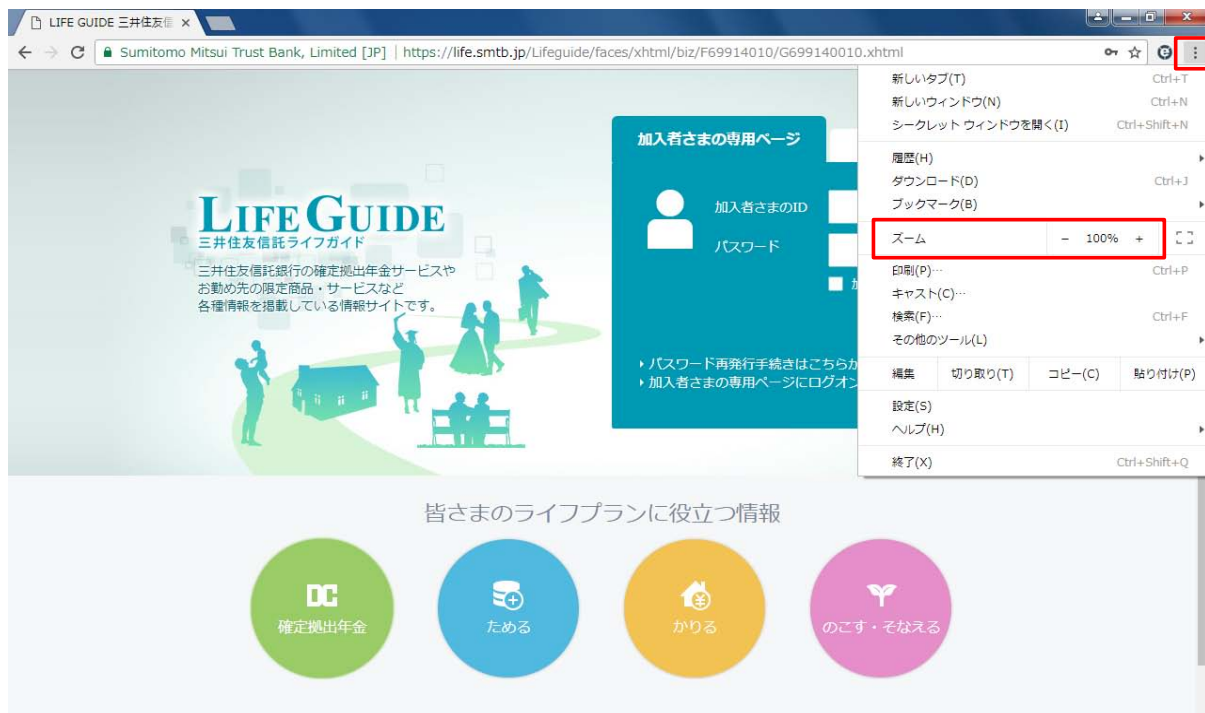 LIFE GUIDE 三井住友信
Sumitomo Mitsui Trust Bank, Limited [JP] | https://life.smtb.jp/Lifeguide/faces/xhtml/biz/F69914010/G699140010.xhtml
新しいタブ(T) Ctrl+T
新しいウィンドウ(N) Ctrl+N
シークレット ウィンドウを開く(I) Ctrl+Shift+N
履歴(H)
ダウンロード(D) Ctrl+J
ブックマーク(B)
ズーム － 100% +
印刷(P)… Ctrl+P
キャスト(C)…
検索(F)… Ctrl+F
その他のツール(L)
編集 切り取り(T) コピー(C) 貼り付け(P)
設定(S)
ヘルプ(H)
終了(X) Ctrl+Shift+Q
LIFE GUIDE
三井住友信託ライフガイド
三井住友信託銀行の確定拠出年金サービスや
お勤め先の限定商品・サービスなど
各種情報を掲載している情報サイトです。
加入者さまの専用ページ
加入者さまのID
パスワード
パスワード再発行手続きはこちらか
加入者さまの専用ページにログオン
皆さまのライフプランに役立つ情報
DC
確定拠出年金
ためる
かりる
のこす・そなえる